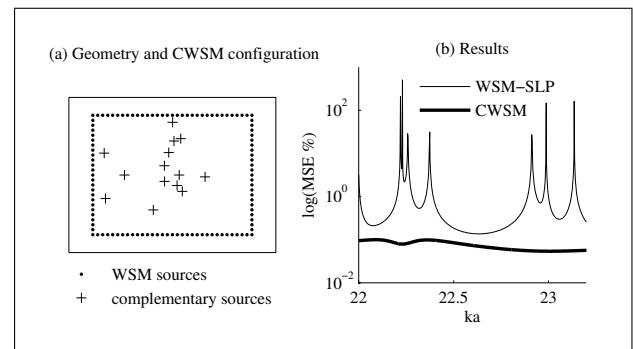 (a) Geometry and CWSM configuration
WSM sources
complementary sources
(b) Results
WSM−SLP
CWSM
log(MSE %)
10^2
10^0
10^−2
22
22.5
23
ka